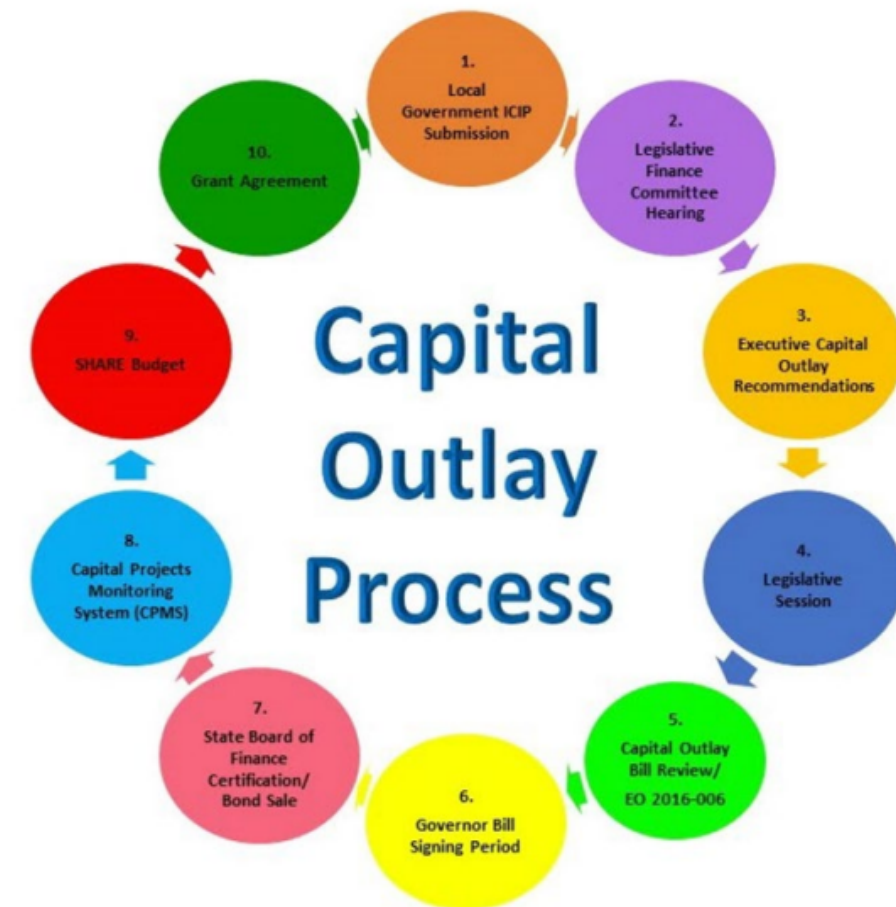 1.
Local
Government ICIP
Submission
2.
Legislative
Finance
Committee
Hearing
3.
Executive Capital
Outlay
Recommendations
4.
Legislative
Session
5.
Capital Outlay
Bill Review/
EO 2016-006
6.
Governor Bill
Signing Period
7.
State Board of
Finance
Certification/
Bond Sale
8.
Capital Projects
Monitoring
System (CPMS)
9.
SHARE Budget
10.
Grant Agreement
Capital
Outlay
Process